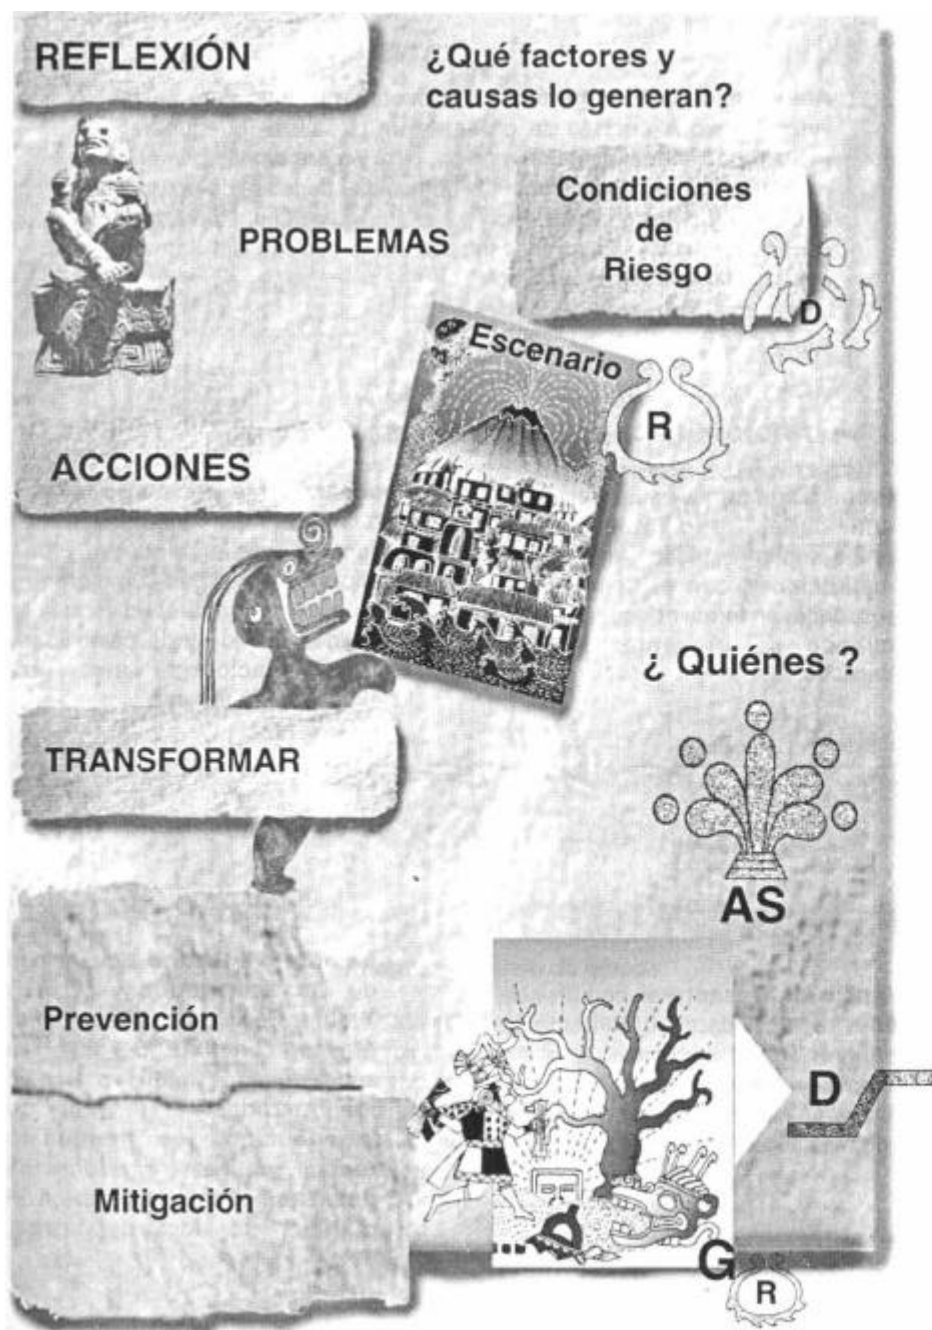 REFLEXIÓN
¿Qué factores y
causas lo generan?
PROBLEMAS
Condiciones
de
Riesgo
D
Escenario
R
ACCIONES
¿ Quiénes ?
TRANSFORMAR
AS
Prevención
D
Mitigación
G
R